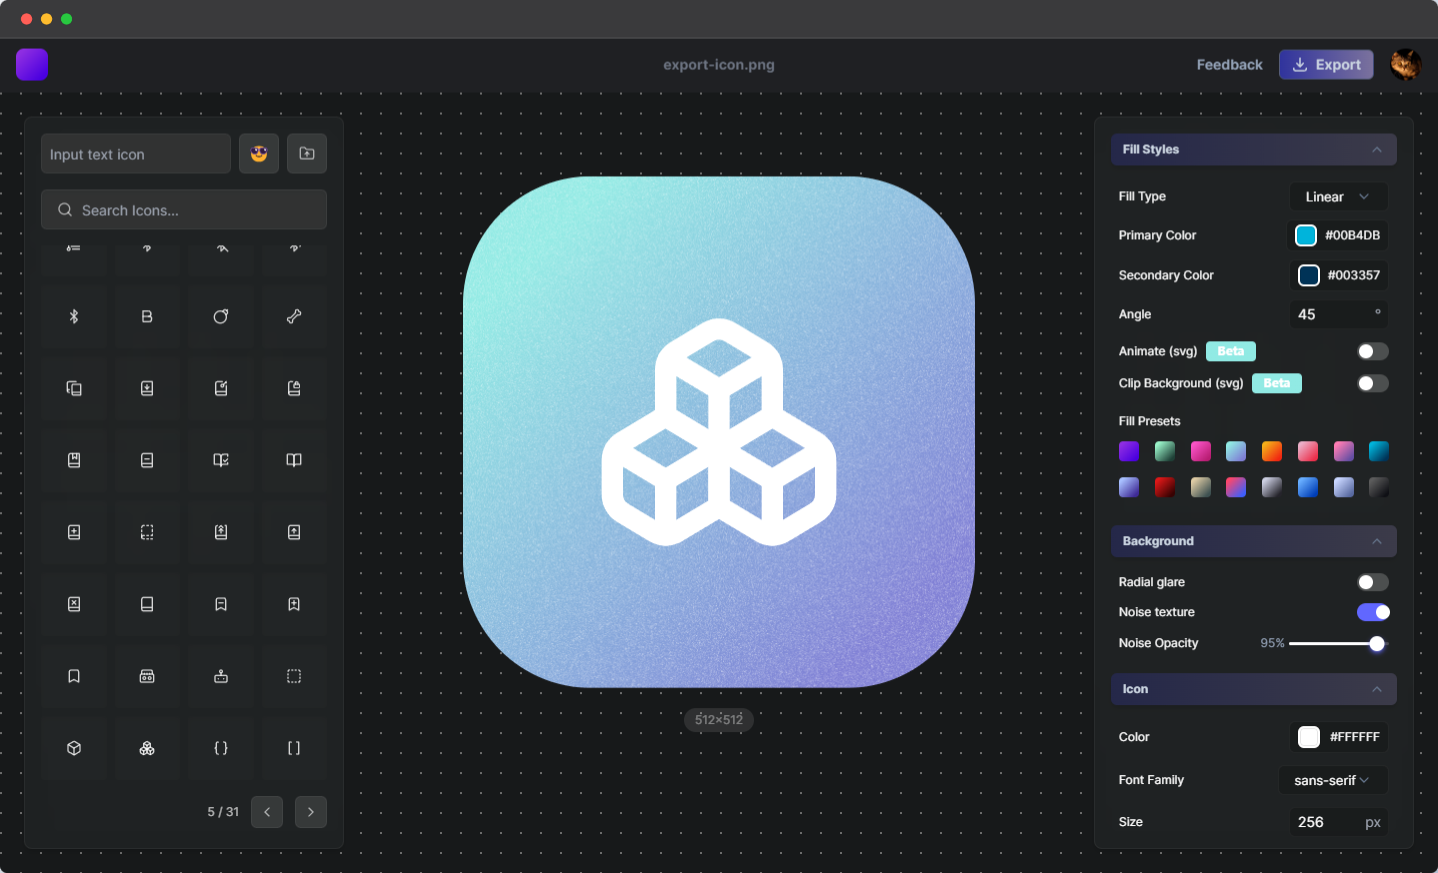 export-icon.png
Feedback
Export
Input text icon
Search Icons...
5 / 31
512×512
Fill Styles
Fill Type
Linear
Primary Color
#00B4DB
Secondary Color
#003357
Angle
45 °
Animate (svg)
Beta
Clip Background (svg)
Beta
Fill Presets
Background
Radial glare
Noise texture
Noise Opacity
95%
Icon
Color
#FFFFFF
Font Family
sans-serif
Size
256 px